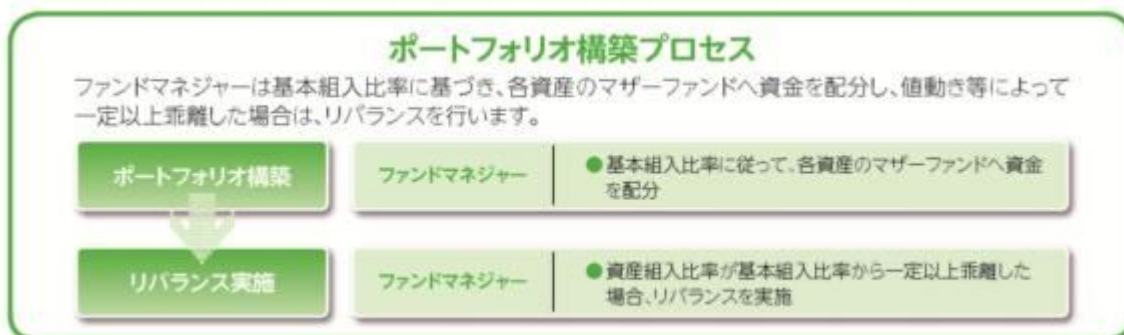 ポートフォリオ構築プロセス
ファンドマネジャーは基本組入比率に基づき、各資産のマザーファンドへ資金を配分し、値動き等によって
一定以上乖離した場合は、リバランスを行います。
ポートフォリオ構築
ファンドマネジャー
●基本組入比率に従って、各資産のマザーファンドへ資金
を配分
リバランス実施
ファンドマネジャー
●資産組入比率が基本組入比率から一定以上乖離した
場合、リバランスを実施